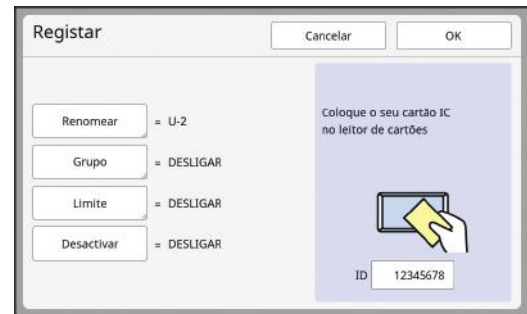 Registar
Cancelar
OK
Renomear = U-2
Grupo = DESLIGAR
Limite = DESLIGAR
Desactivar = DESLIGAR
Coloque o seu cartão IC
no leitor de cartões
ID 12345678